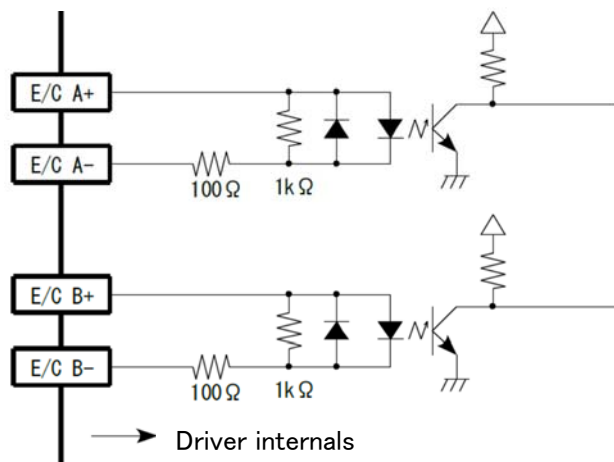 E/C A+
E/C A-
100Ω 1kΩ
E/C B+
E/C B-
100Ω 1kΩ
Driver internals